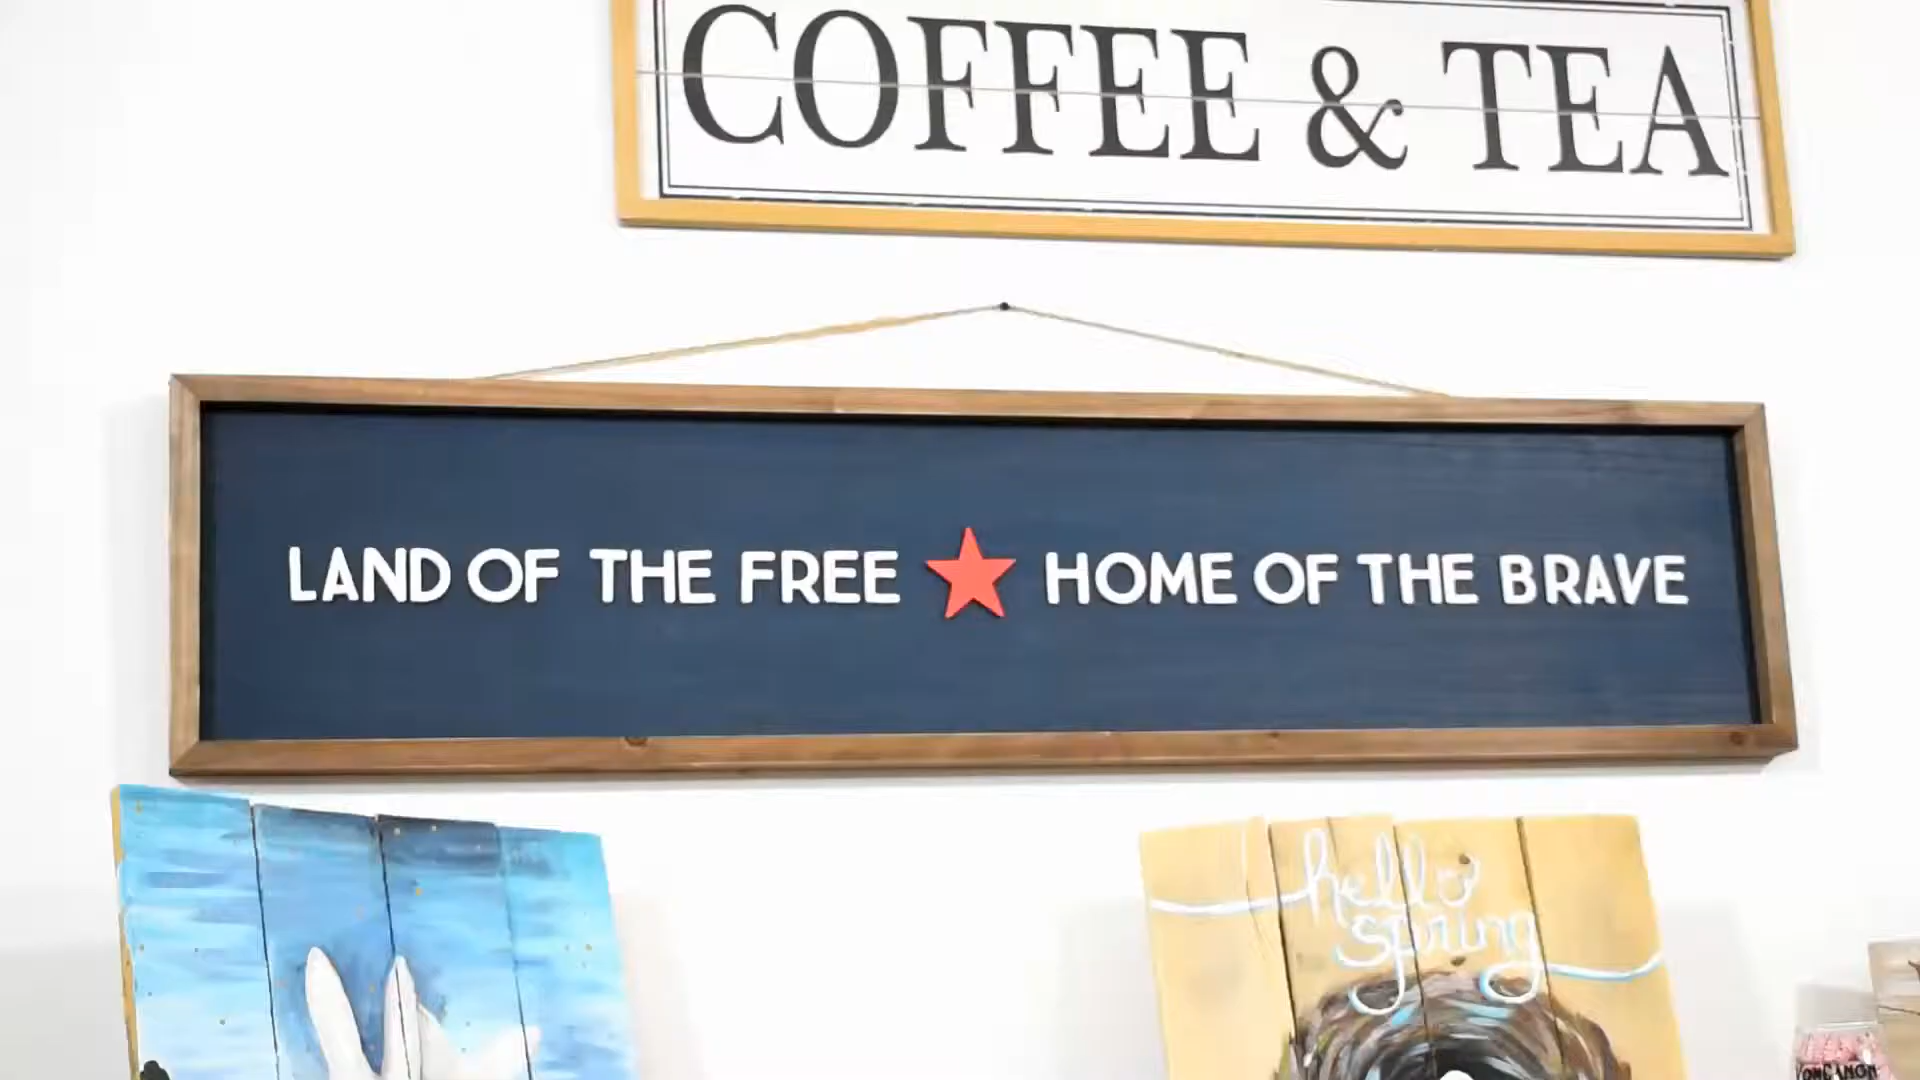 COFFEE & TEA
LAND OF THE FREE ★ HOME OF THE BRAVE
hello
spring